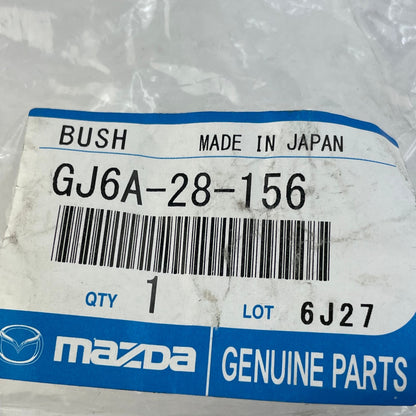 BUSH MADE IN JAPAN
GJ6A-28-156
QTY 1 LOT 6J27
mazda GENUINE PARTS